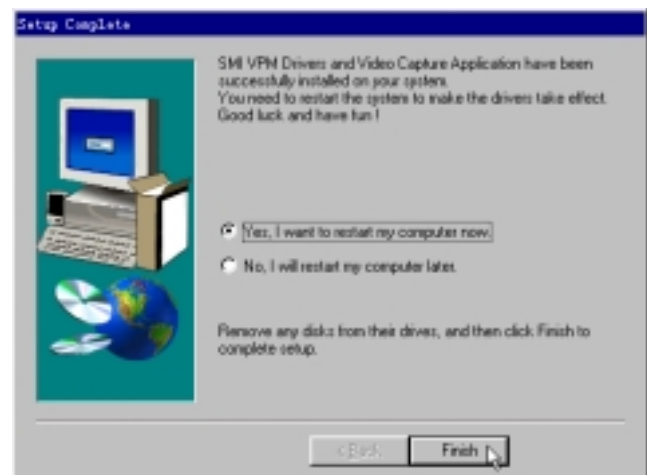 Setup Complete
SMI VPM Drivers and Video Capture Application have been
successfully installed on your system.
You need to restart the system to make the drivers take effect.
Good luck and have fun !
Yes, I want to restart my computer now.
No, I will restart my computer later.
Remove any disks from their drives, and then click Finish to
complete setup.
< Back
Finish